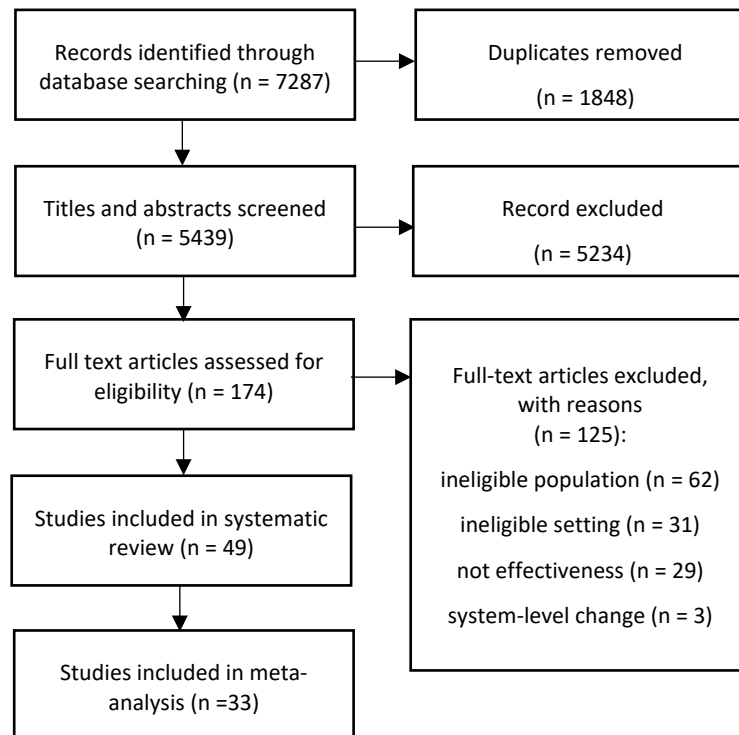 Records identified through
database searching (n = 7287)
Duplicates removed
(n = 1848)
Titles and abstracts screened
(n = 5439)
Record excluded
(n = 5234)
Full text articles assessed for
eligibility (n = 174)
Full-text articles excluded,
with reasons
(n = 125):
ineligible population (n = 62)
ineligible setting (n = 31)
not effectiveness (n = 29)
system-level change (n = 3)
Studies included in systematic
review (n = 49)
Studies included in meta-
analysis (n =33)